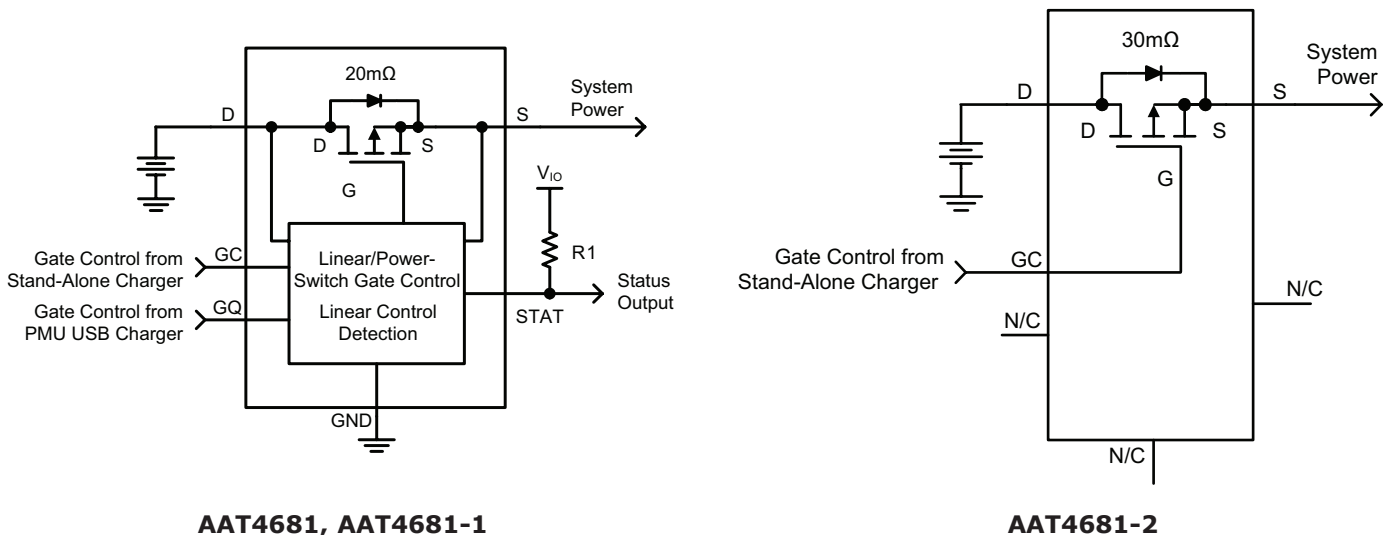 20mΩ
D
S
System
Power
D
S
G
V_IO
R1
Gate Control from
Stand-Alone Charger
GC
Linear/Power-
Switch Gate Control
Linear Control
Detection
Gate Control from
PMU USB Charger
GQ
Status
Output
STAT
GND
AAT4681, AAT4681-1
30mΩ
System
Power
D
S
D
S
G
Gate Control from
Stand-Alone Charger
GC
N/C
N/C
N/C
AAT4681-2